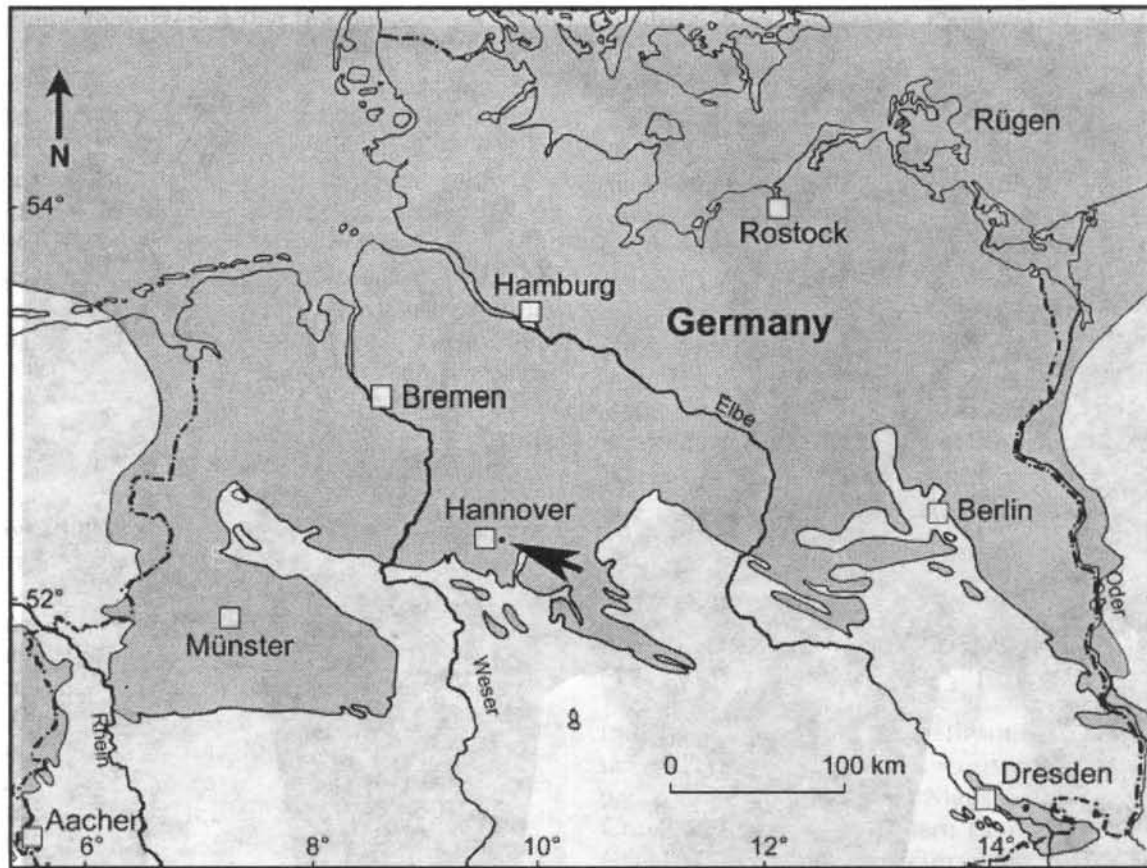 N
Rügen
54°
Rostock
Hamburg
Germany
Bremen
Elbe
Hannover
Berlin
52°
Münster
Oder
Weser
Rhein
0 100 km
Dresden
Aachen
6° 8° 10° 12° 14°